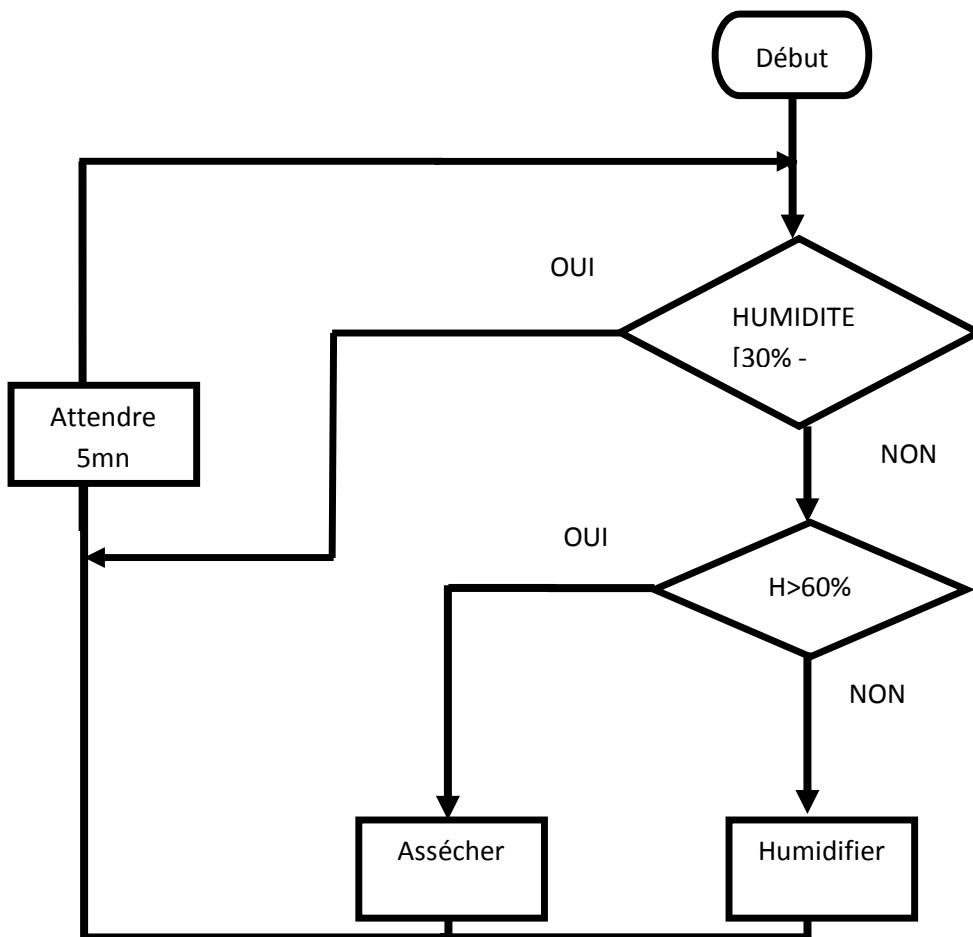 Début
OUI
HUMIDITE
[30% -
Attendre
5mn
NON
OUI
H>60%
NON
Assécher
Humidifier